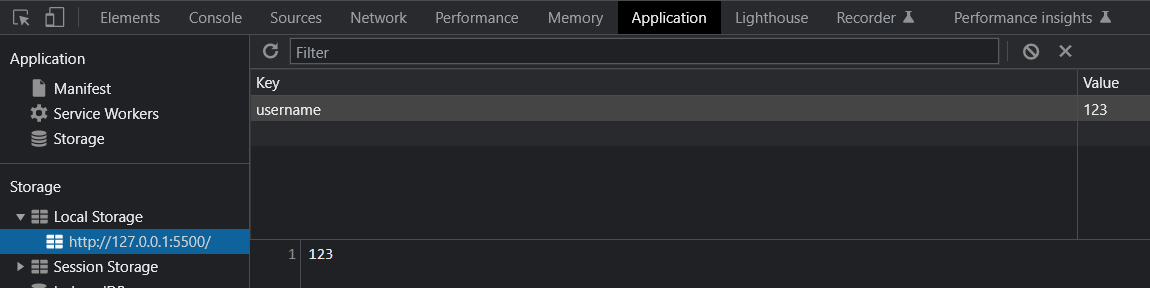 Elements Console Sources Network Performance Memory Application Lighthouse Recorder Performance insights
Application
Manifest
Service Workers
Storage
Storage
Local Storage
http://127.0.0.1:5500/
Session Storage
Filter
Key Value
username 123
1 123